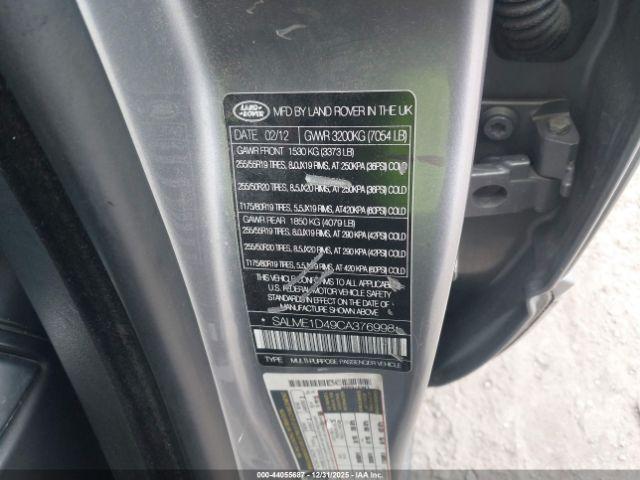 LAND ROVER
MFD BY LAND ROVER IN THE UK
DATE 02/12 GVWR 3200KG (7054 LB)
GAWR FRONT 1530 KG (3373 LB)
255/55R19 TIRES, 8.0JX19 RIMS, AT 250KPA (36PSI) COLD
255/50R20 TIRES, 8.5JX20 RIMS, AT 250KPA (36PSI) COLD
T175/80R19 TIRES, 5.5JX19 RIMS, AT 420KPA (60PSI) COLD
GAWR REAR 1850 KG (4079 LB)
255/55R19 TIRES, 8.0JX19 RIMS, AT 290 KPA (42PSI) COLD
255/50R20 TIRES, 8.5JX20 RIMS, AT 290 KPA (42PSI) COLD
T175/80R19 TIRES, 5.5JX19 RIMS, AT 420 KPA (60PSI) COLD
THIS VEHICLE CONFORMS TO ALL APPLICABLE
U.S. FEDERAL MOTOR VEHICLE SAFETY
STANDARDS IN EFFECT ON THE DATE OF
MANUFACTURE SHOWN ABOVE
* SALME1D49CA376998
TYPE MULTI-PURPOSE PASSENGER VEHICLE
000-44055687 - 12/31/2025 - IAAI.COM